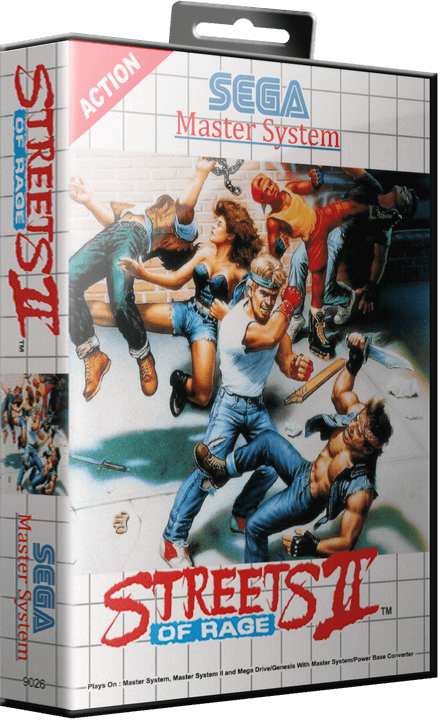 ACTION
SEGA
Master System
STREETS
OF RAGE
II
TM
Plays On : Master System, Master System II and Mega Drive/Genesis With Master System/Power Base Converter
STREETS
OF RAGE
II
TM
SEGA
Master System
9026